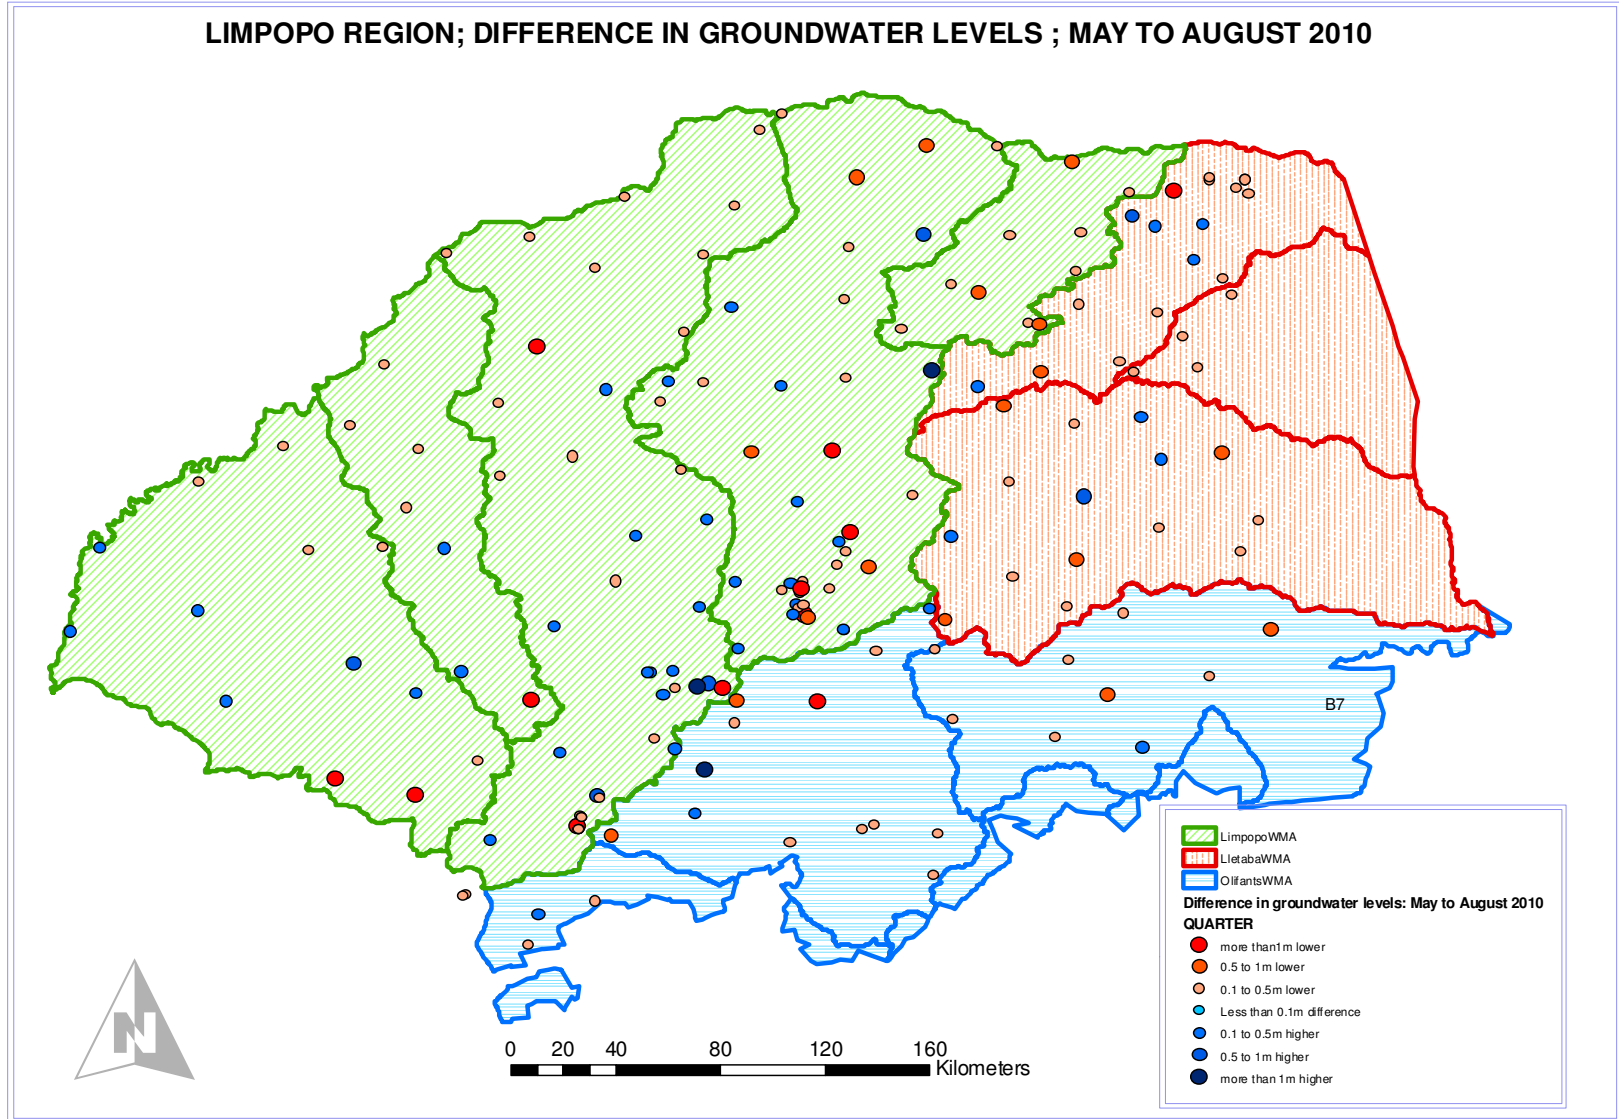 LIMPOPO REGION; DIFFERENCE IN GROUNDWATER LEVELS ; MAY TO AUGUST 2010
B7
LimpopoWMA
LletabaWMA
OlifantsWMA
Difference in groundwater levels: May to August 2010
QUARTER
more than1m lower
0.5 to 1m lower
0.1 to 0.5m lower
Less than 0.1m difference
0.1 to 0.5m higher
0.5 to 1m higher
more than 1m higher
N
0 20 40 80 120 160
Kilometers